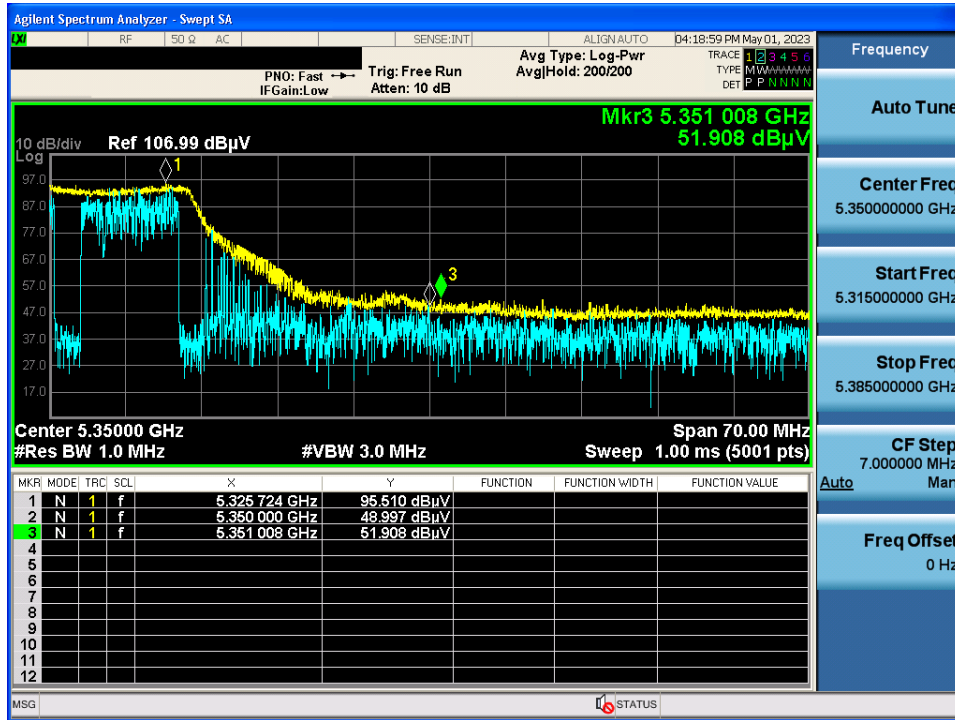 Agilent Spectrum Analyzer - Swept SA
LXI RF 50 Ω AC SENSE:INT ALIGN AUTO 04:18:59 PM May 01, 2023
PNO: Fast
IFGain:Low
Trig: Free Run
Atten: 10 dB
Avg Type: Log-Pwr
Avg|Hold: 200/200
TRACE 1 2 3 4 5 6
TYPE M W W W W W
DET P P N N N N
Mkr3 5.351 008 GHz
51.908 dBµV
10 dB/div Ref 106.99 dBµV
Log
97.0
87.0
77.0
67.0
57.0
47.0
37.0
27.0
17.0
1
3
Center 5.35000 GHz Span 70.00 MHz
#Res BW 1.0 MHz #VBW 3.0 MHz Sweep 1.00 ms (5001 pts)
MKR MODE TRC SCL X Y FUNCTION FUNCTION WIDTH FUNCTION VALUE
1 N 1 f 5.325 724 GHz 95.510 dBµV
2 N 1 f 5.350 000 GHz 48.997 dBµV
3 N 1 f 5.351 008 GHz 51.908 dBµV
4
5
6
7
8
9
10
11
12
MSG STATUS
Frequency
Auto Tune
Center Freq
5.350000000 GHz
Start Freq
5.315000000 GHz
Stop Freq
5.385000000 GHz
CF Step
7.000000 MHz
Auto Man
Freq Offset
0 Hz